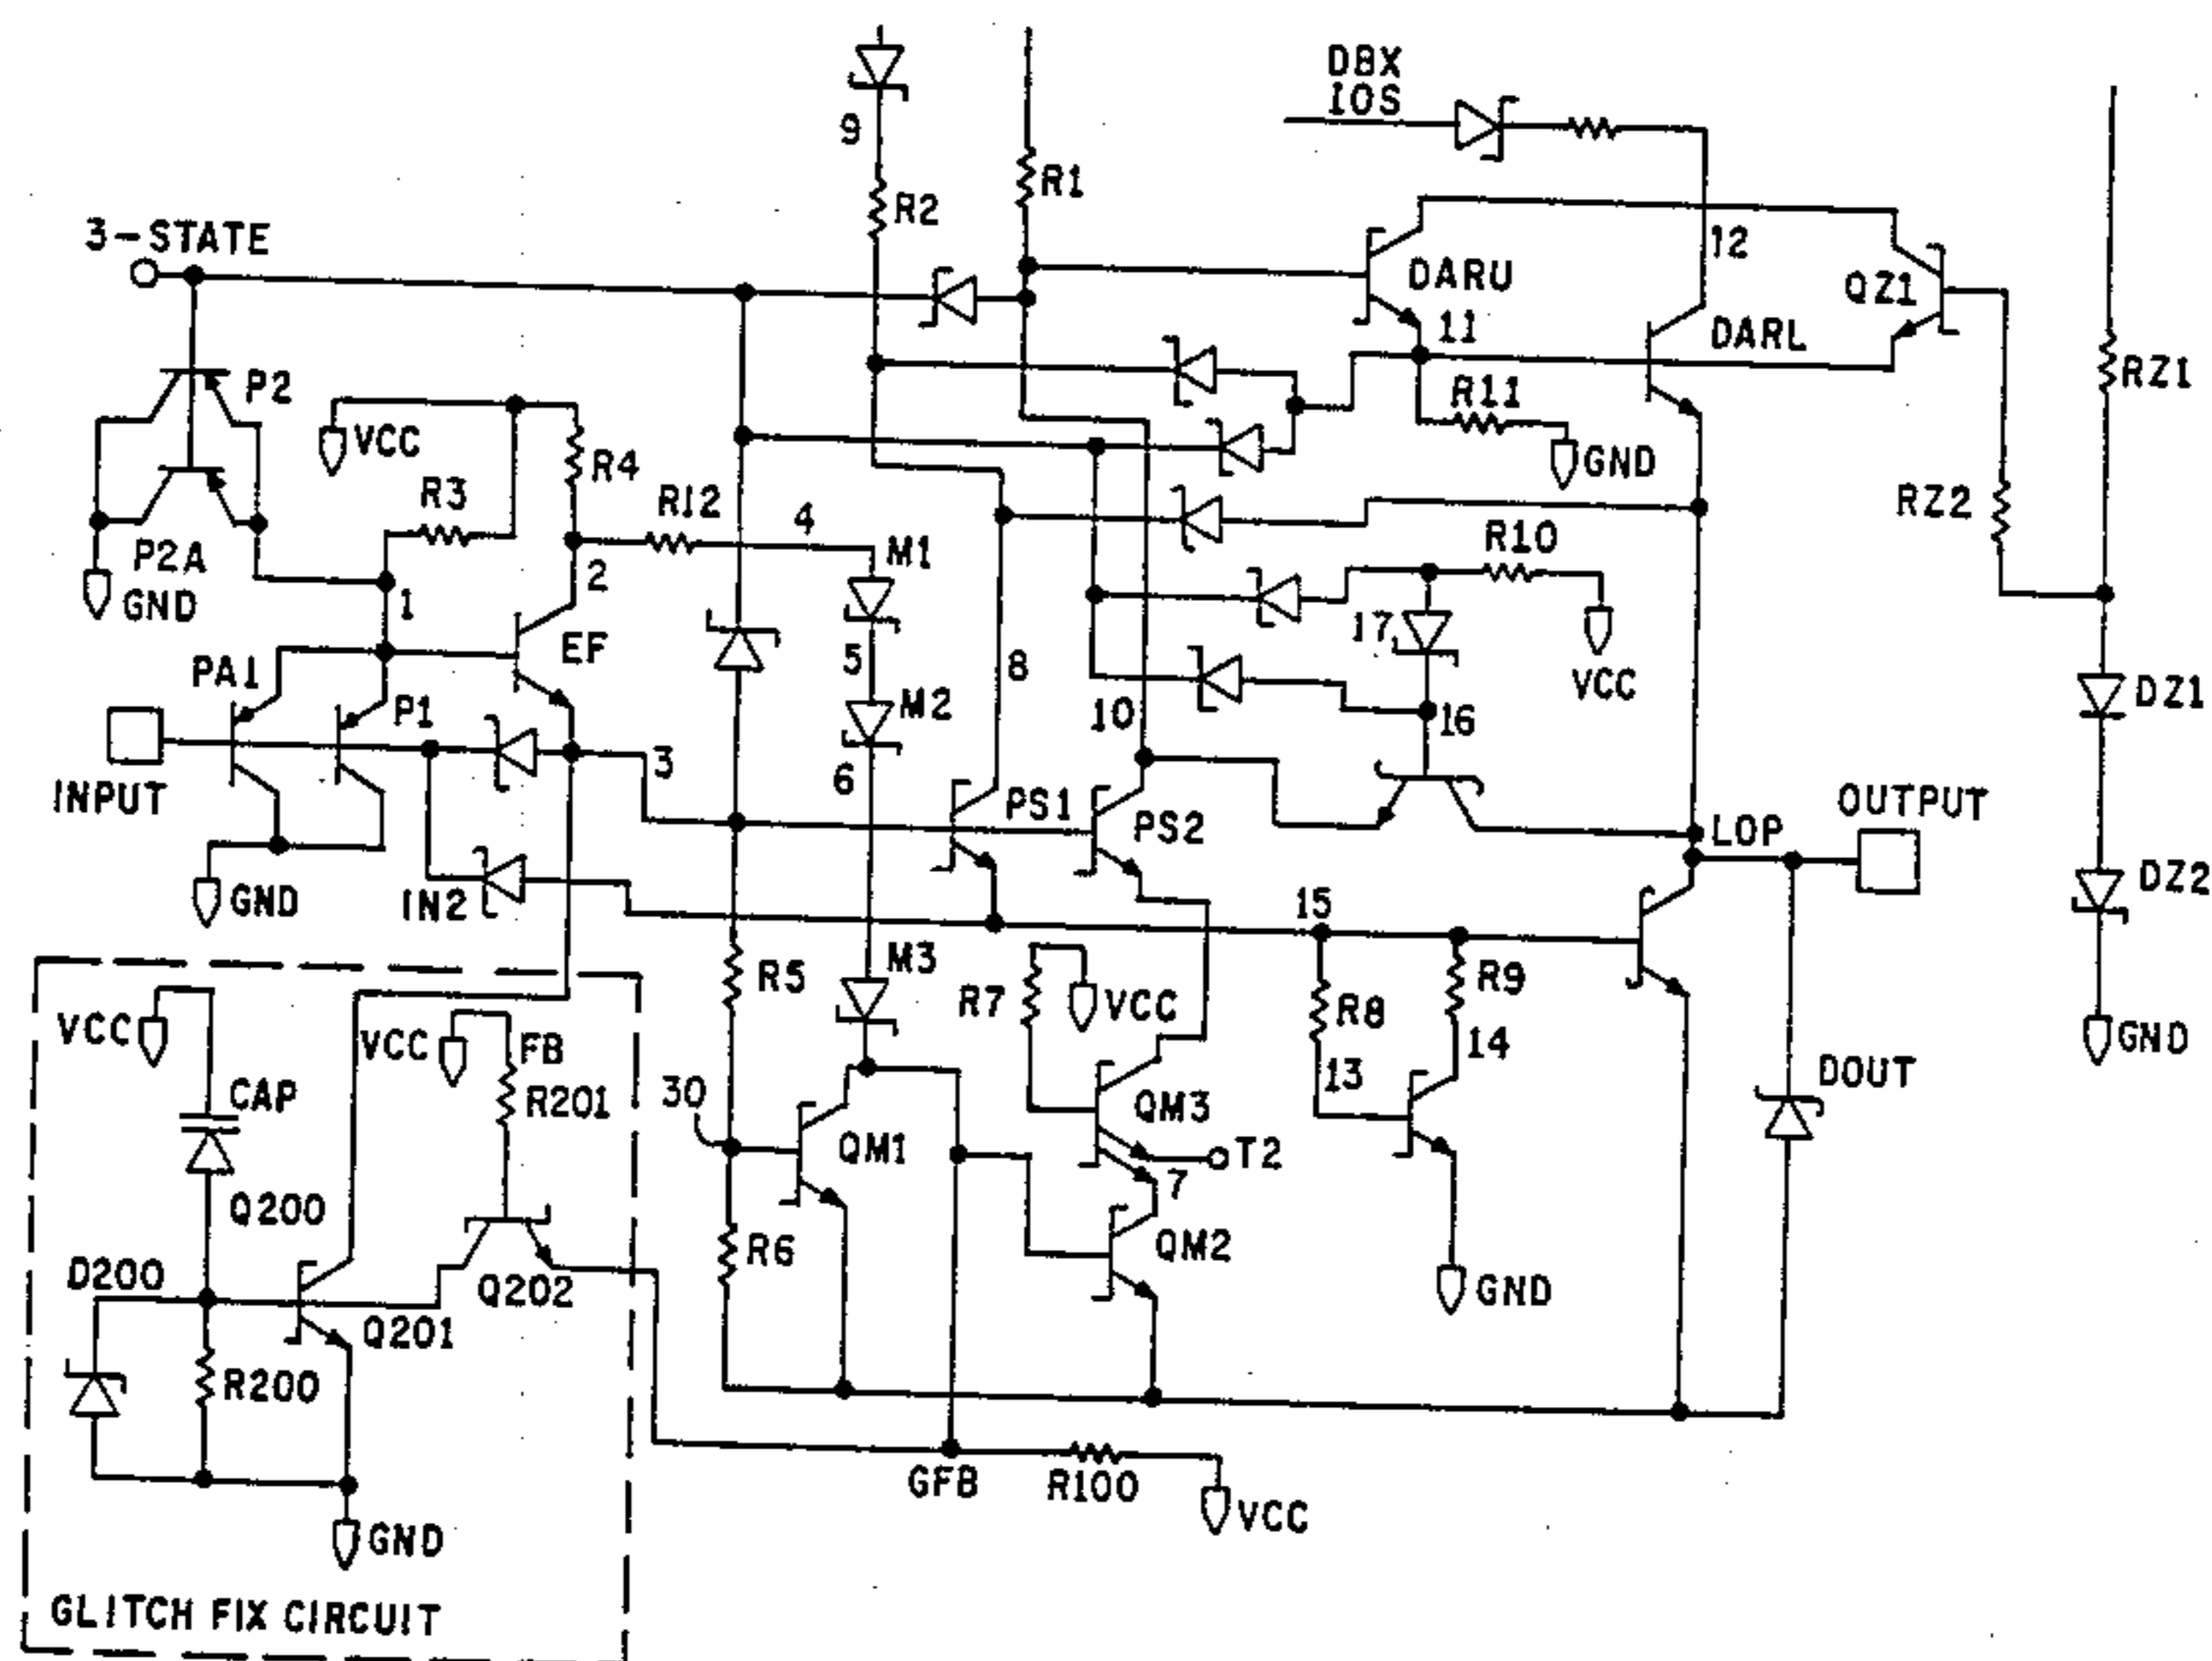 DBX
IOS
9
R1
R2
3-STATE
12
DARU
QZ1
11
DARL
P2
RZ1
VCC
R11
R4
GND
R3
R12
RZ2
4
R10
P2A
M1
2
GND
1
17
5
EF
PA1
8
VCC
M2
DZ1
P1
10
16
3
6
INPUT
PS1
OUTPUT
PS2
LOP
DZ2
IN2
GND
15
M3
R5
R9
R7
VCC
R8
VCC
VCC
FB
14
GND
CAP
R201
30
13
DOUT
QM3
QM1
T2
7
Q200
R6
QM2
D200
Q202
GND
Q201
R200
GFB
R100
VCC
GND
GLITCH FIX CIRCUIT